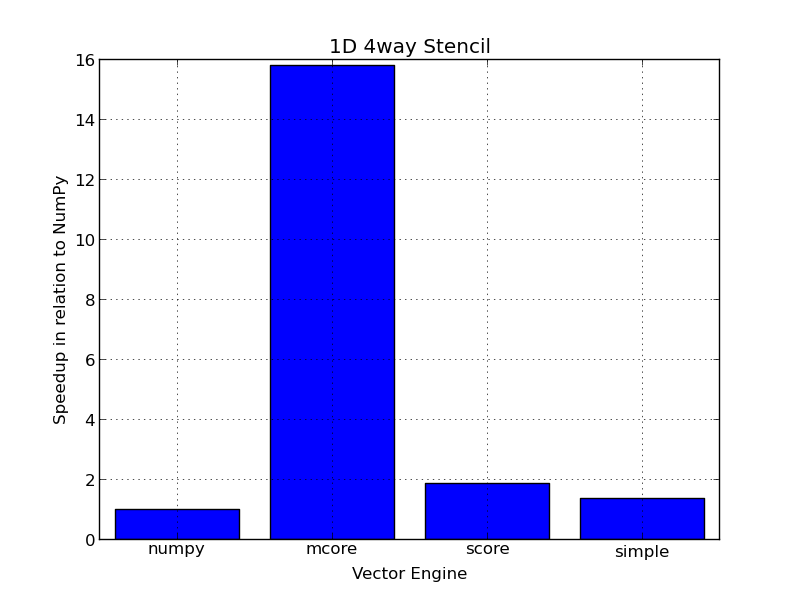 1D 4way Stencil
Speedup in relation to NumPy
16
14
12
10
8
6
4
2
0
numpy mcore score simple
Vector Engine